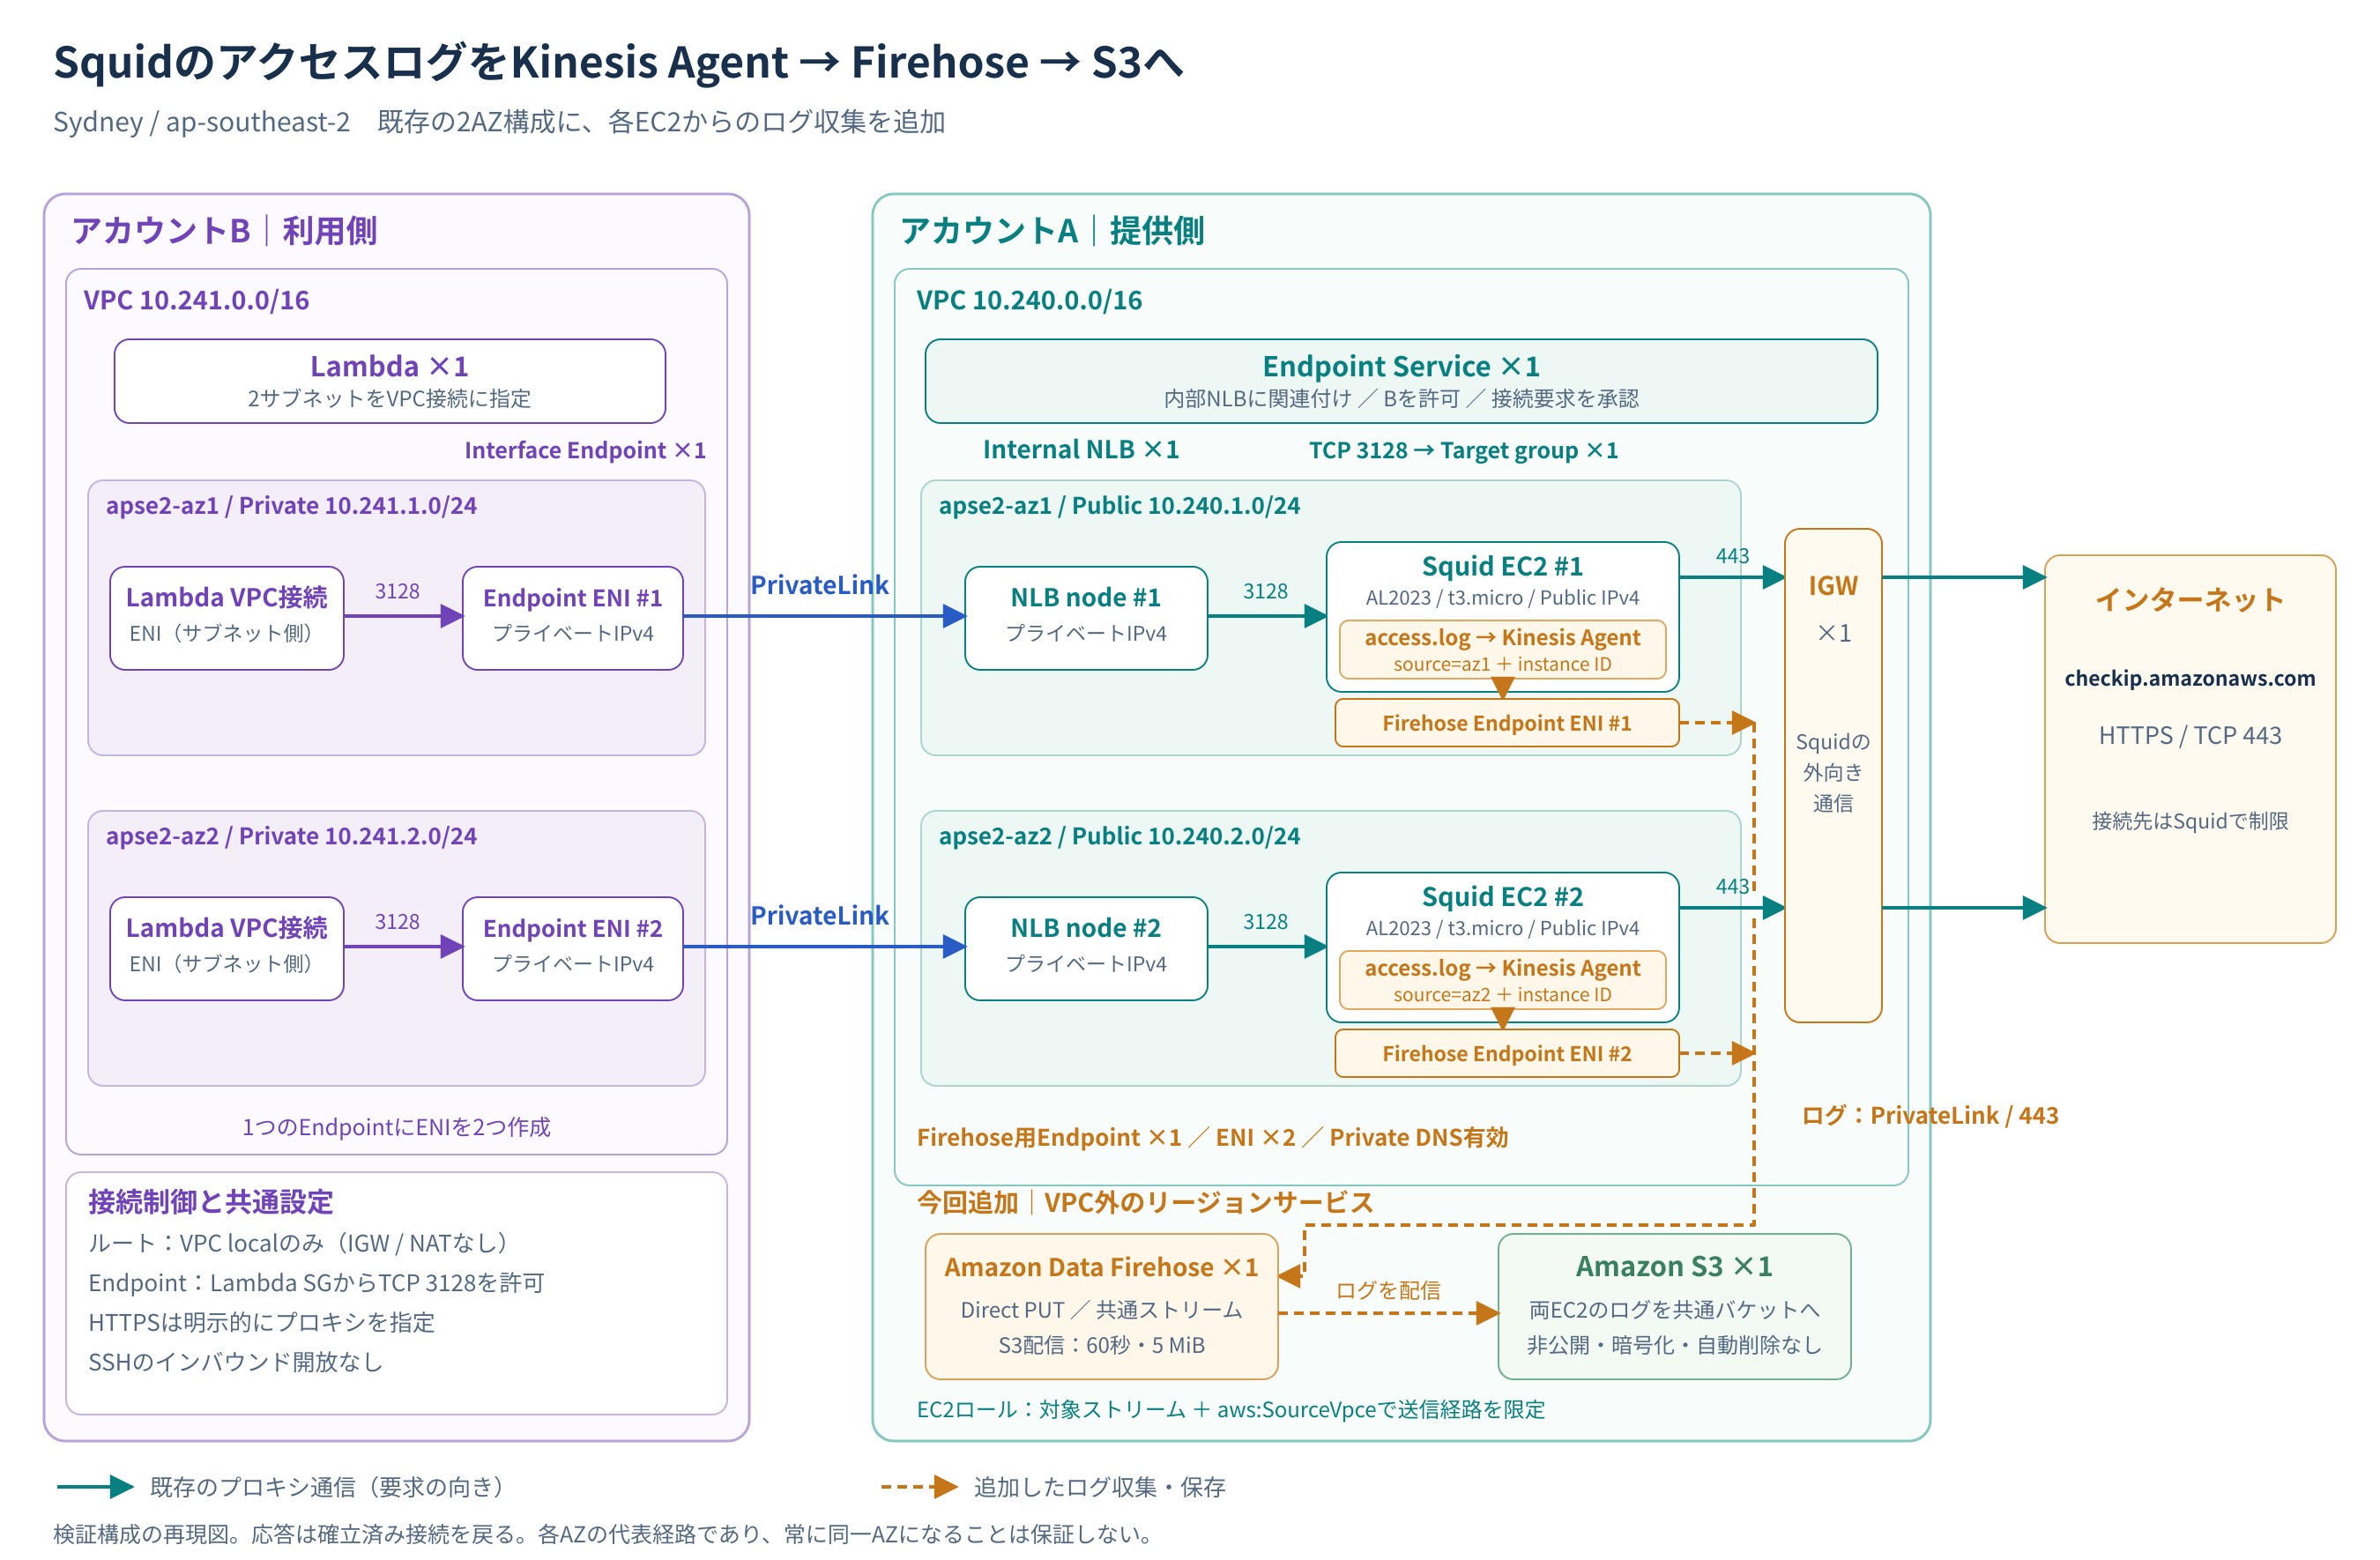 SquidのアクセスログをKinesis Agent → Firehose → S3へ
Sydney / ap-southeast-2　既存の2AZ構成に、各EC2からのログ収集を追加
アカウントB｜利用側
VPC 10.241.0.0/16
Lambda ×1
2サブネットをVPC接続に指定
Interface Endpoint ×1
apse2-az1 / Private 10.241.1.0/24
Lambda VPC接続
ENI（サブネット側）
3128
Endpoint ENI #1
プライベートIPv4
PrivateLink
apse2-az2 / Private 10.241.2.0/24
Lambda VPC接続
ENI（サブネット側）
3128
Endpoint ENI #2
プライベートIPv4
PrivateLink
1つのEndpointにENIを2つ作成
接続制御と共通設定
ルート：VPC localのみ（IGW / NATなし）
Endpoint：Lambda SGからTCP 3128を許可
HTTPSは明示的にプロキシを指定
SSHのインバウンド開放なし
アカウントA｜提供側
VPC 10.240.0.0/16
Endpoint Service ×1
内部NLBに関連付け ／ Bを許可 ／ 接続要求を承認
Internal NLB ×1
TCP 3128 → Target group ×1
apse2-az1 / Public 10.240.1.0/24
NLB node #1
プライベートIPv4
3128
Squid EC2 #1
AL2023 / t3.micro / Public IPv4
access.log → Kinesis Agent
source=az1 ＋ instance ID
Firehose Endpoint ENI #1
443
apse2-az2 / Public 10.240.2.0/24
NLB node #2
プライベートIPv4
3128
Squid EC2 #2
AL2023 / t3.micro / Public IPv4
access.log → Kinesis Agent
source=az2 ＋ instance ID
Firehose Endpoint ENI #2
443
IGW
×1
Squidの
外向き
通信
インターネット
checkip.amazonaws.com
HTTPS / TCP 443
接続先はSquidで制限
ログ：PrivateLink / 443
Firehose用Endpoint ×1 ／ ENI ×2 ／ Private DNS有効
今回追加｜VPC外のリージョンサービス
Amazon Data Firehose ×1
Direct PUT ／ 共通ストリーム
S3配信：60秒・5 MiB
ログを配信
Amazon S3 ×1
両EC2のログを共通バケットへ
非公開・暗号化・自動削除なし
EC2ロール：対象ストリーム ＋ aws:SourceVpceで送信経路を限定
既存のプロキシ通信（要求の向き）
追加したログ収集・保存
検証構成の再現図。応答は確立済み接続を戻る。各AZの代表経路であり、常に同一AZになることは保証しない。